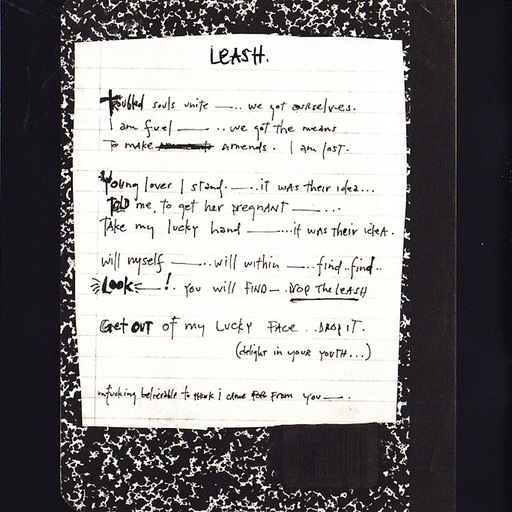 LEASH.
troubled souls unite —.. we got ourselves.
I am fuel —.. we got the means
To make amends. I am lost.
Young lover I stand. —..it was their idea...
TOLD me to get her pregnant —...
Take my lucky hand —...it was their idea.
will myself —...will within —...find..find..
LOOK —! you will FIND—. DROP The LEASH
Get OUT of my LUCKY FACE .. DROP IT.
(delight in your youth...)
unfucking believable to think i came from you—.